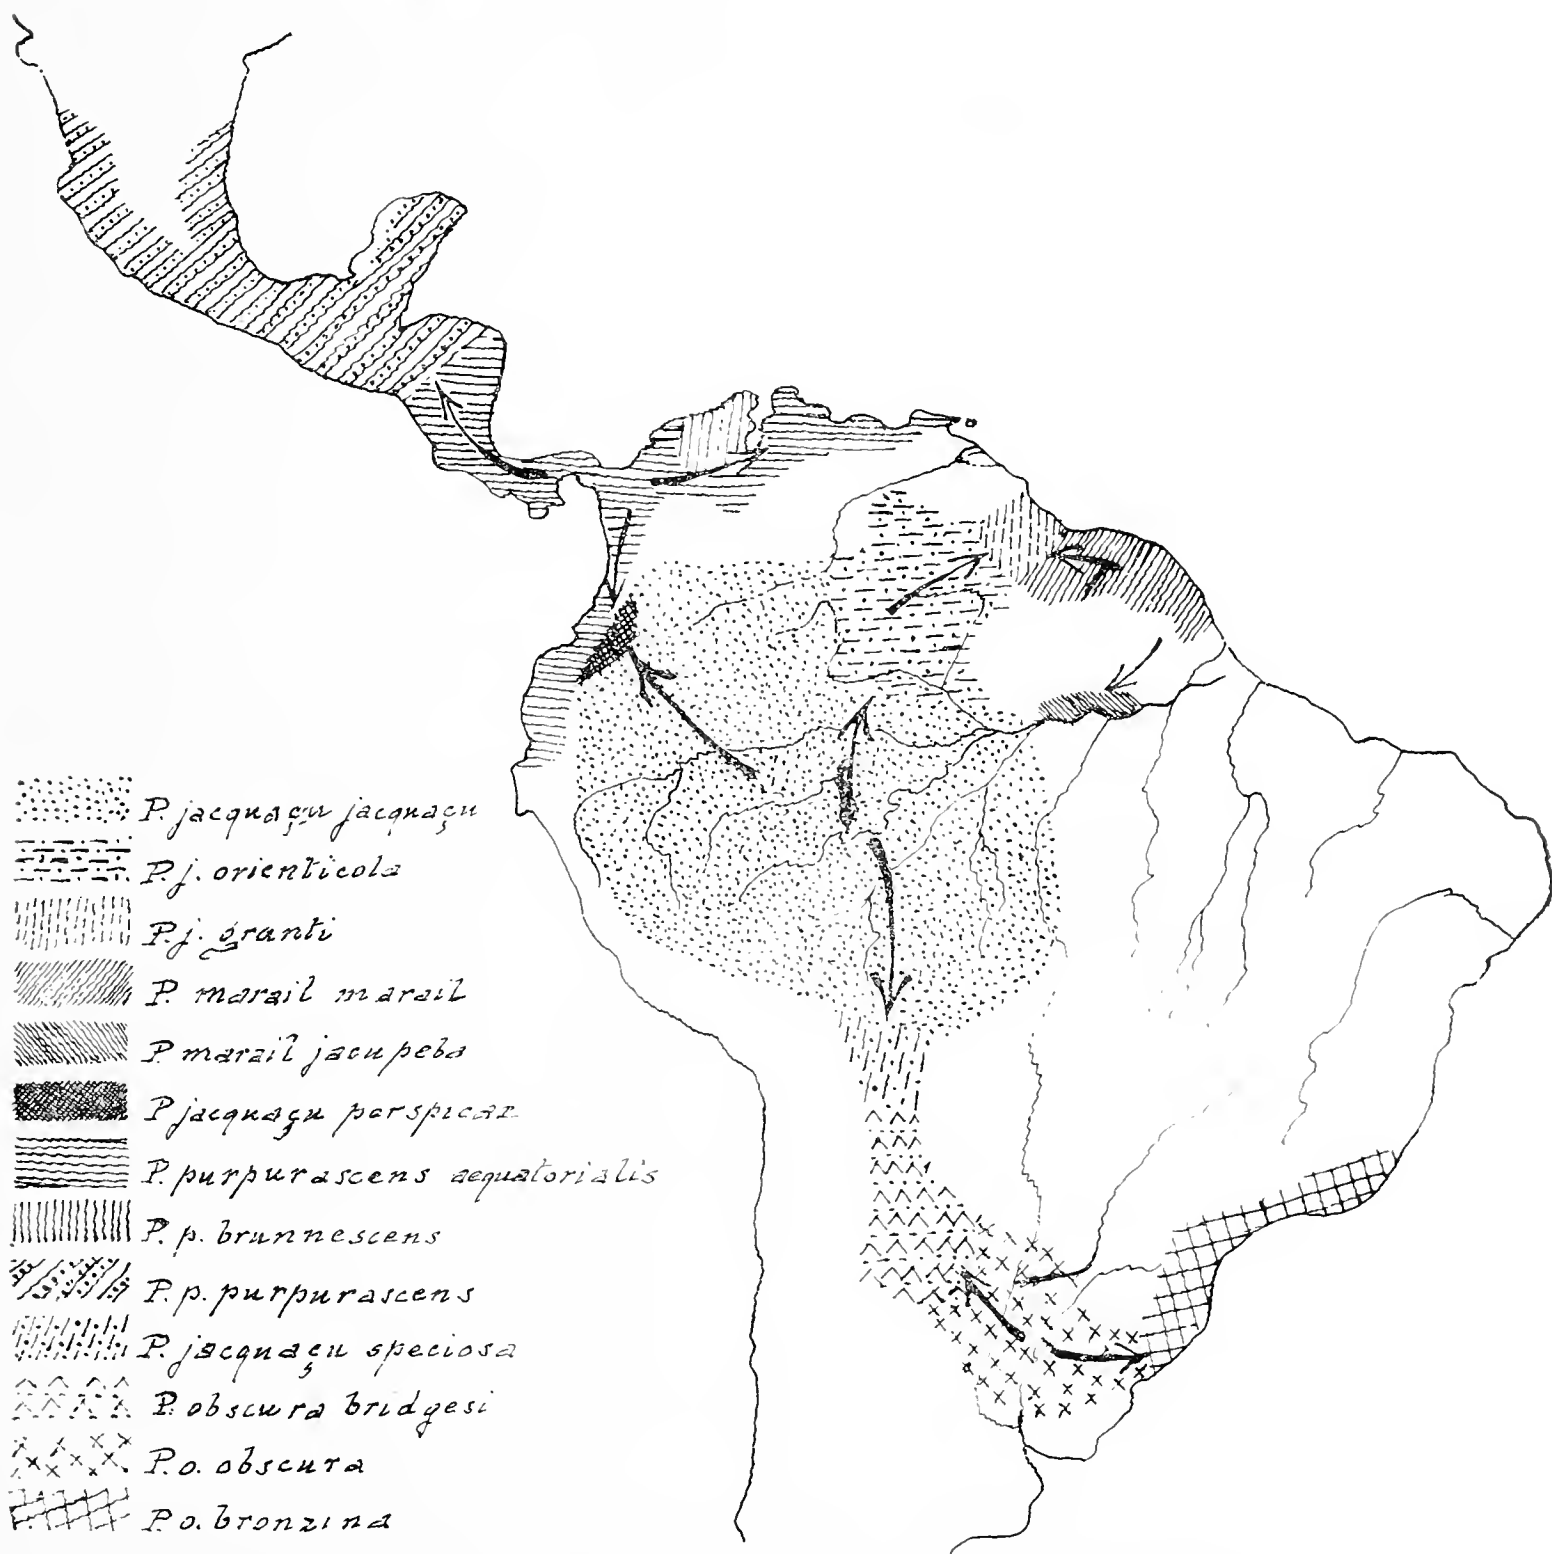 P. jacquaçu jacquaçu
P. j. orienticola
P. j. granti
P. marail marail
P. marail jacupeba
P. jacquaçu perspicax
P. purpurascens aequatorialis
P. p. brunnescens
P. p. purpurascens
P. jacquaçu speciosa
P. obscura bridgesi
P. o. obscura
P. o. bronzina